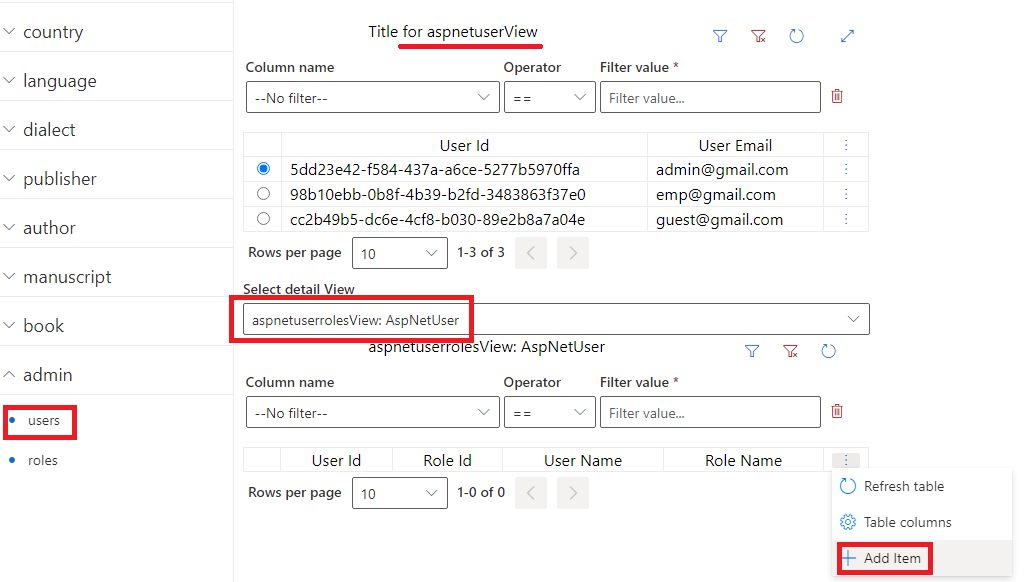 country
language
dialect
publisher
author
manuscript
book
admin
users
roles
Title for aspnetuserView
Column name Operator Filter value *
--No filter-- == Filter value...
User Id User Email
5dd23e42-f584-437a-a6ce-5277b5970ffa admin@gmail.com
98b10ebb-0b8f-4b39-b2fd-3483863f37e0 emp@gmail.com
cc2b49b5-dc6e-4cf8-b030-89e2b8a7a04e guest@gmail.com
Rows per page 10 1-3 of 3
Select detail View
aspnetuserrolesView: AspNetUser
aspnetuserrolesView: AspNetUser
Column name Operator Filter value *
--No filter-- == Filter value...
User Id Role Id User Name Role Name
Rows per page 10 1-0 of 0
Refresh table
Table columns
Add Item